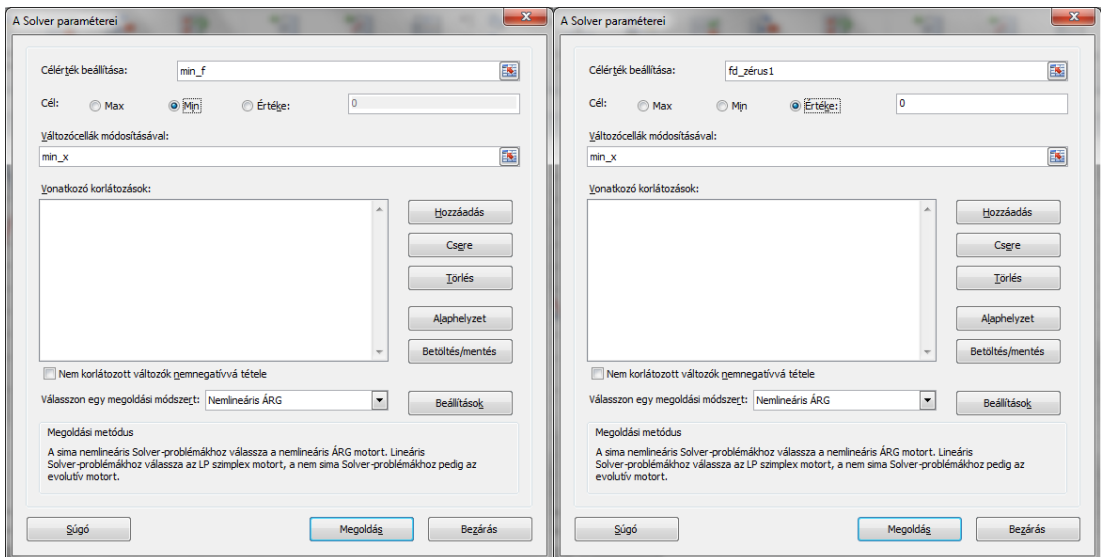 A Solver paraméterei
Célérték beállítása: min_f
Cél: Max Min Értéke: 0
Változócellák módosításával:
min_x
Vonatkozó korlátozások:
Hozzáadás
Csere
Törlés
Alaphelyzet
Betöltés/mentés
Nem korlátozott változók nemnegatívvá tétele
Válasszon egy megoldási módszert: Nemlineáris ÁRG
Beállítások
Megoldási metódus
A sima nemlineáris Solver-problémákhoz válassza a nemlineáris ÁRG motort. Lineáris
Solver-problémákhoz válassza az LP szimplex motort, a nem sima Solver-problémákhoz pedig az
evolutív motort.
Súgó Megoldás Bezárás
A Solver paraméterei
Célérték beállítása: fd_zérus1
Cél: Max Min Értéke: 0
Változócellák módosításával:
min_x
Vonatkozó korlátozások:
Hozzáadás
Csere
Törlés
Alaphelyzet
Betöltés/mentés
Nem korlátozott változók nemnegatívvá tétele
Válasszon egy megoldási módszert: Nemlineáris ÁRG
Beállítások
Megoldási metódus
A sima nemlineáris Solver-problémákhoz válassza a nemlineáris ÁRG motort. Lineáris
Solver-problémákhoz válassza az LP szimplex motort, a nem sima Solver-problémákhoz pedig az
evolutív motort.
Súgó Megoldás Bezárás